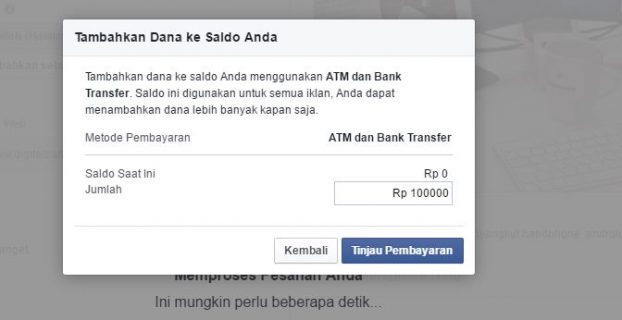 Tambahkan Dana ke Saldo Anda
Tambahkan dana ke saldo Anda menggunakan ATM dan Bank
Transfer. Saldo ini digunakan untuk semua iklan, Anda dapat
menambahkan dana lebih banyak kapan saja.
Metode Pembayaran ATM dan Bank Transfer
Saldo Saat Ini Rp 0
Jumlah Rp 100000
Kembali Tinjau Pembayaran
Memproses Pesanan Anda
Ini mungkin perlu beberapa detik...